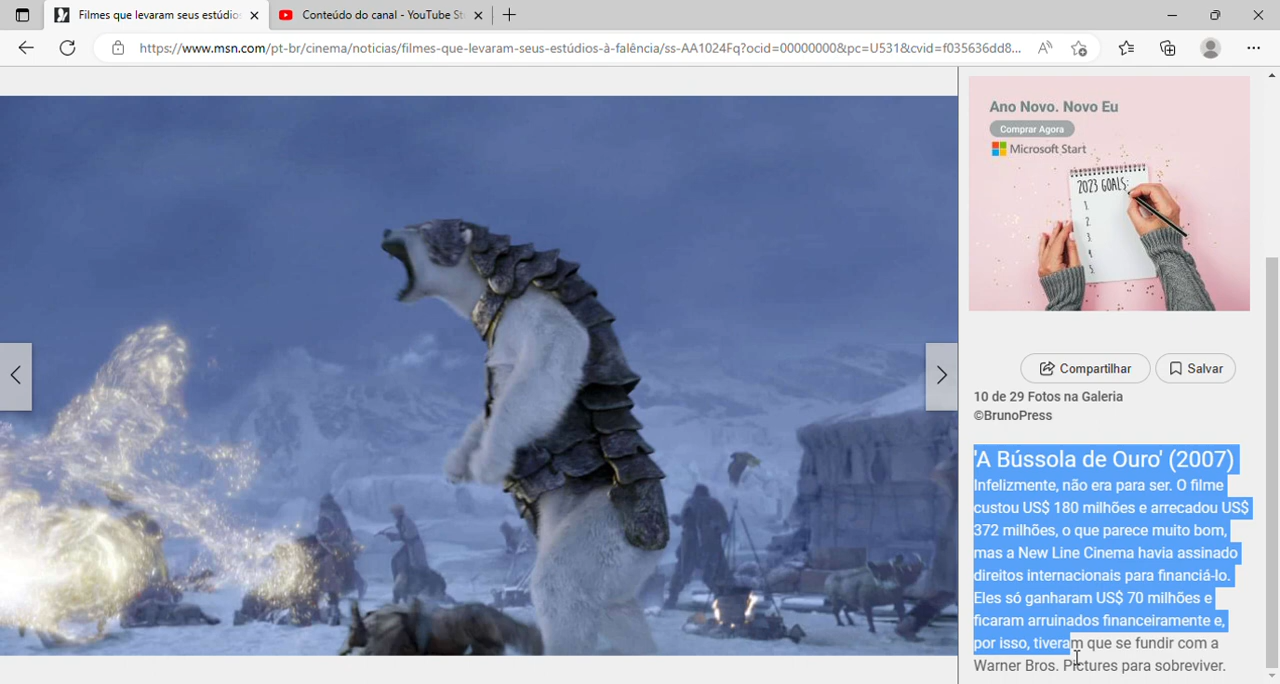 Filmes que levaram seus estúdio
Conteúdo do canal - YouTube St
https://www.msn.com/pt-br/cinema/noticias/filmes-que-levaram-seus-estúdios-à-falência/ss-AA1024Fq?ocid=00000000&pc=U531&cvid=f035636dd8...
Ano Novo. Novo Eu
Comprar Agora
Microsoft Start
2023 GOALS:
1.
2.
3.
4.
5.
Compartilhar
Salvar
10 de 29 Fotos na Galeria
©BrunoPress
'A Bússola de Ouro' (2007)
Infelizmente, não era para ser. O filme
custou US$ 180 milhões e arrecadou US$
372 milhões, o que parece muito bom,
mas a New Line Cinema havia assinado
direitos internacionais para financiá-lo.
Eles só ganharam US$ 70 milhões e
ficaram arruinados financeiramente e,
por isso, tiveram que se fundir com a
Warner Bros. Pictures para sobreviver.